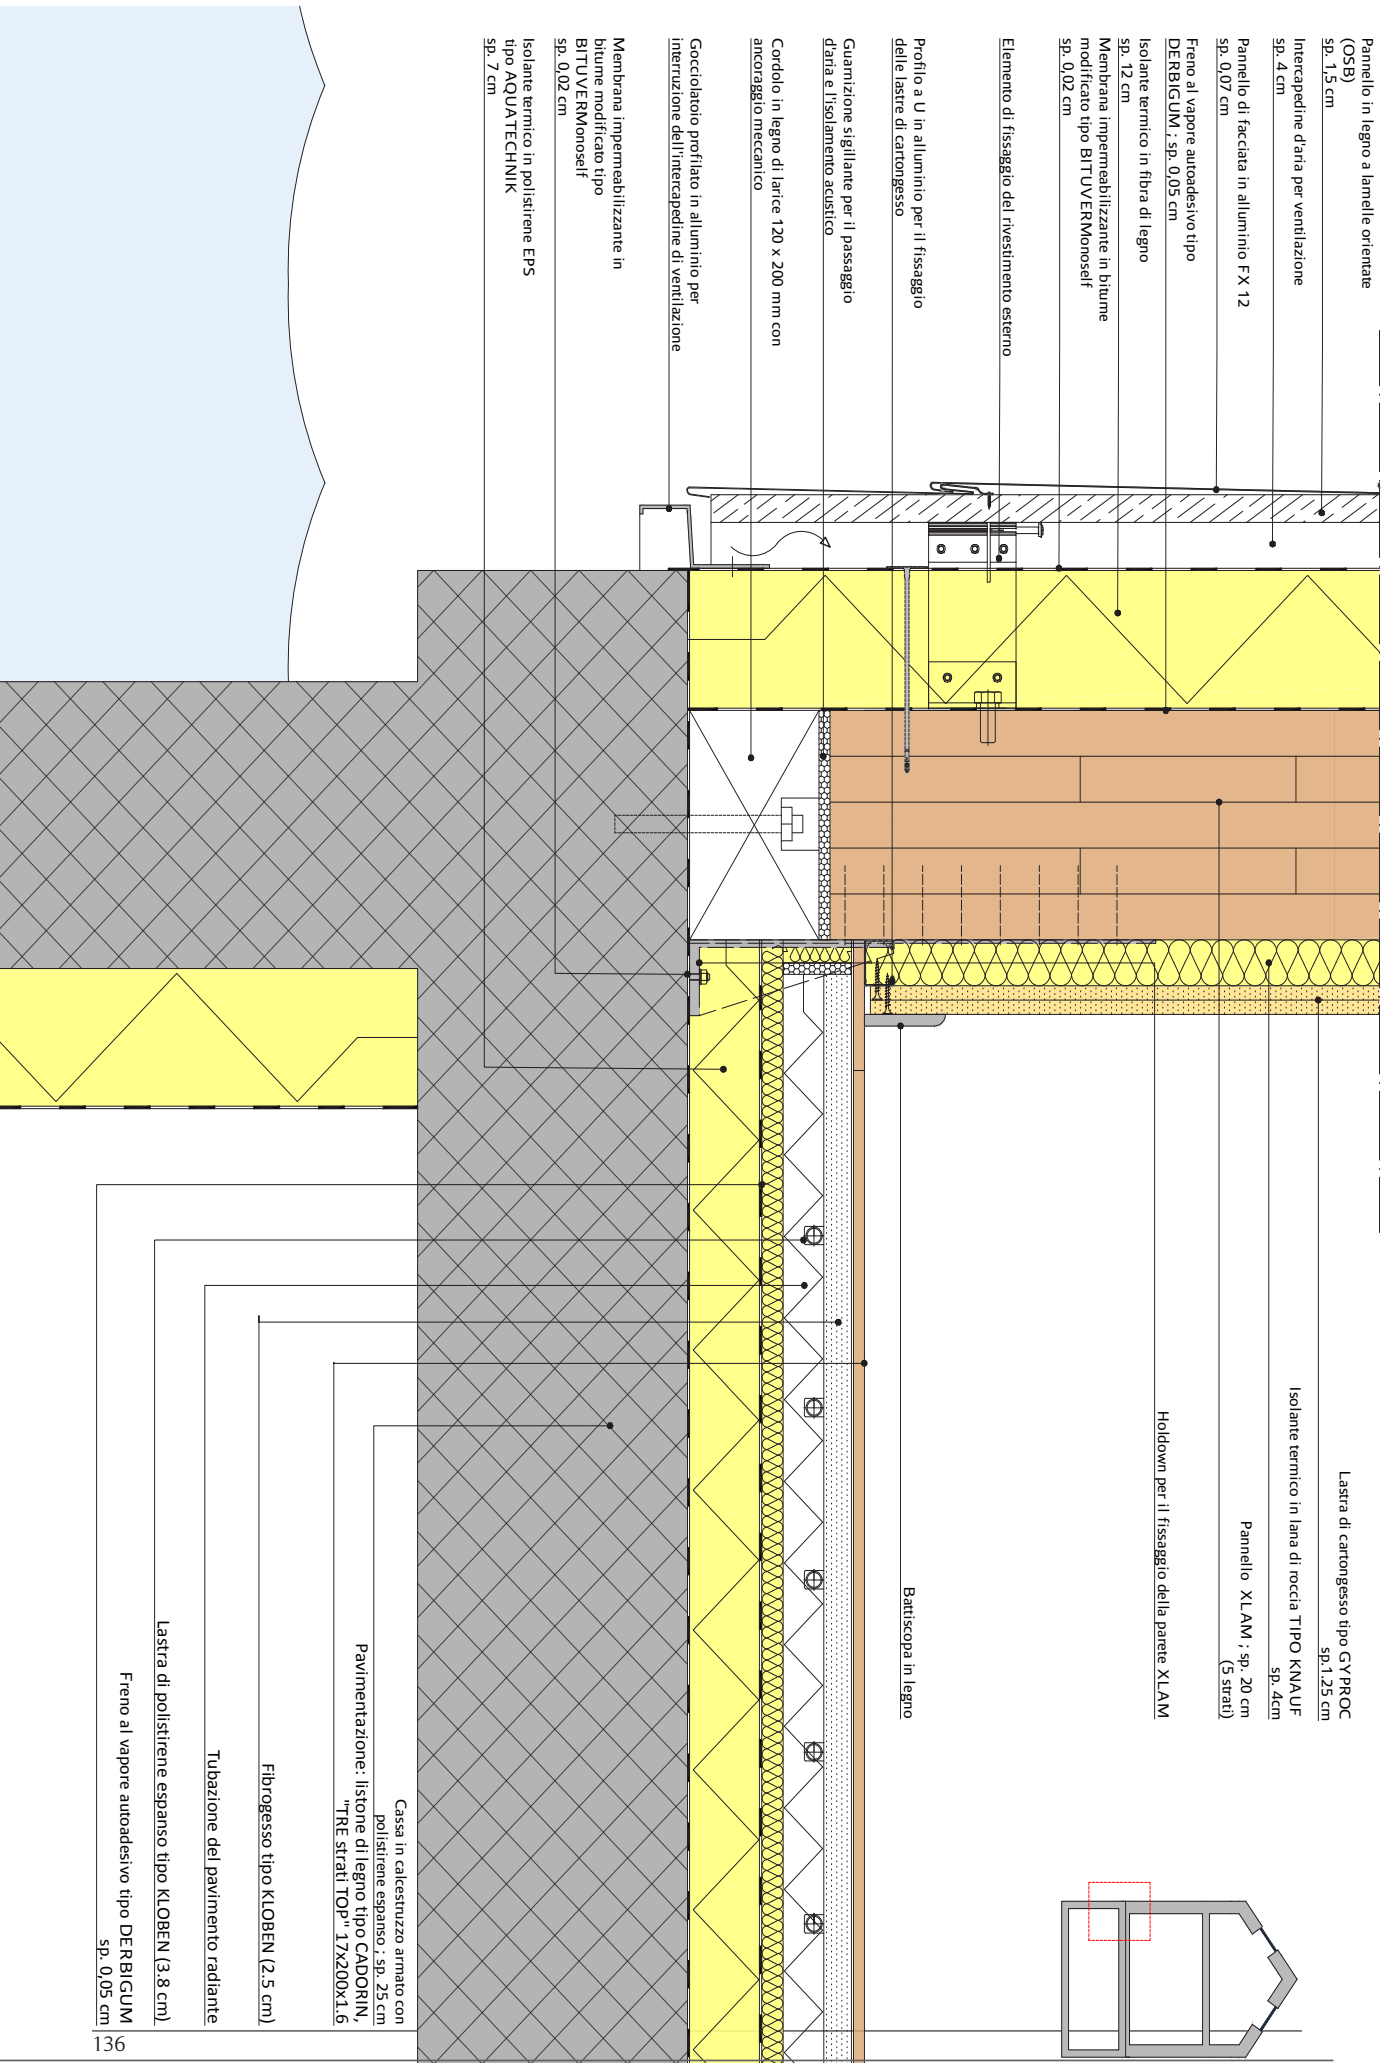 Pannello in legno a lamelle orientate
(OSB)
sp. 1,5 cm
Intercapedine d'aria per ventilazione
sp. 4 cm
Pannello di facciata in alluminio FX 12
sp. 0,07 cm
Freno al vapore autoadesivo tipo
DERBIGUM ; sp. 0,05 cm
Isolante termico in fibra di legno
sp. 12 cm
Membrana impermeabilizzante in bitume
modificato tipo BITUVERMonoself
sp. 0,02 cm
Elemento di fissaggio del rivestimento esterno
Profilo a U in alluminio per il fissaggio
delle lastre di cartongesso
Guarnizione sigillante per il passaggio
d'aria e l'isolamento acustico
Cordolo in legno di larice 120 x 200 mm con
ancoraggio meccanico
Gocciolatoio profilato in alluminio per
interruzione dell'intercapedine di ventilazione
Membrana impermeabilizzante in
bitume modificato tipo
BITUVERMonoself
sp. 0,02 cm
Isolante termico in polistirene EPS
tipo AQUATECHNIK
sp. 7 cm
Lastra di cartongesso tipo GYPROC
sp.1.25 cm
Isolante termico in lana di roccia TIPO KNAUF
sp. 4cm
Pannello XLAM ; sp. 20 cm
(5 strati)
Holdown per il fissaggio della parete XLAM
Battiscopa in legno
Cassa in calcestruzzo armato con
polistirene espanso ; sp. 25 cm
Pavimentazione: listone di legno tipo CADORIN,
"TRE strati TOP" 17x200x1.6
Fibrogesso tipo KLOBEN (2.5 cm)
Tubazione del pavimento radiante
Lastra di polistirene espanso tipo KLOBEN (3.8 cm)
Freno al vapore autoadesivo tipo DERBIGUM
sp. 0,05 cm
136